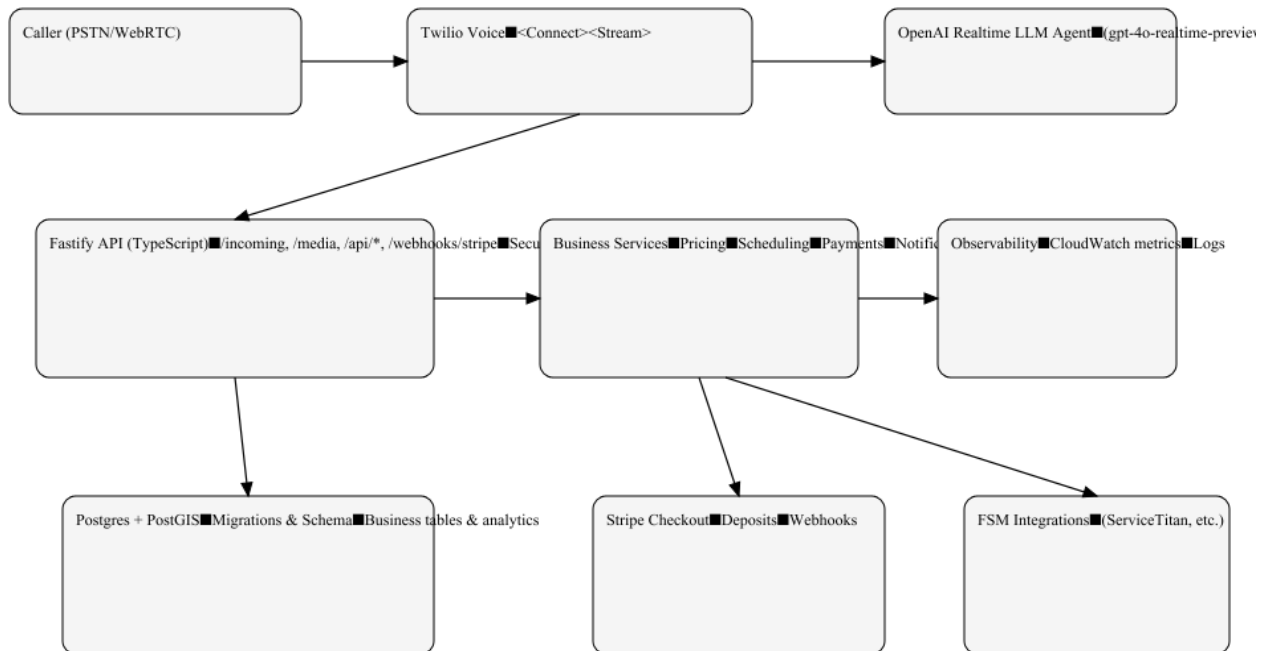 Caller (PSTN/WebRTC)
Twilio Voice■<Connect><Stream>
OpenAI Realtime LLM Agent■(gpt-4o-realtime-preview
Fastify API (TypeScript)■/incoming, /media, /api/*, /webhooks/stripe■Secu
Business Services■Pricing■Scheduling■Payments■Notific
Observability■CloudWatch metrics■Logs
Postgres + PostGIS■Migrations & Schema■Business tables & analytics
Stripe Checkout■Deposits■Webhooks
FSM Integrations■(ServiceTitan, etc.)